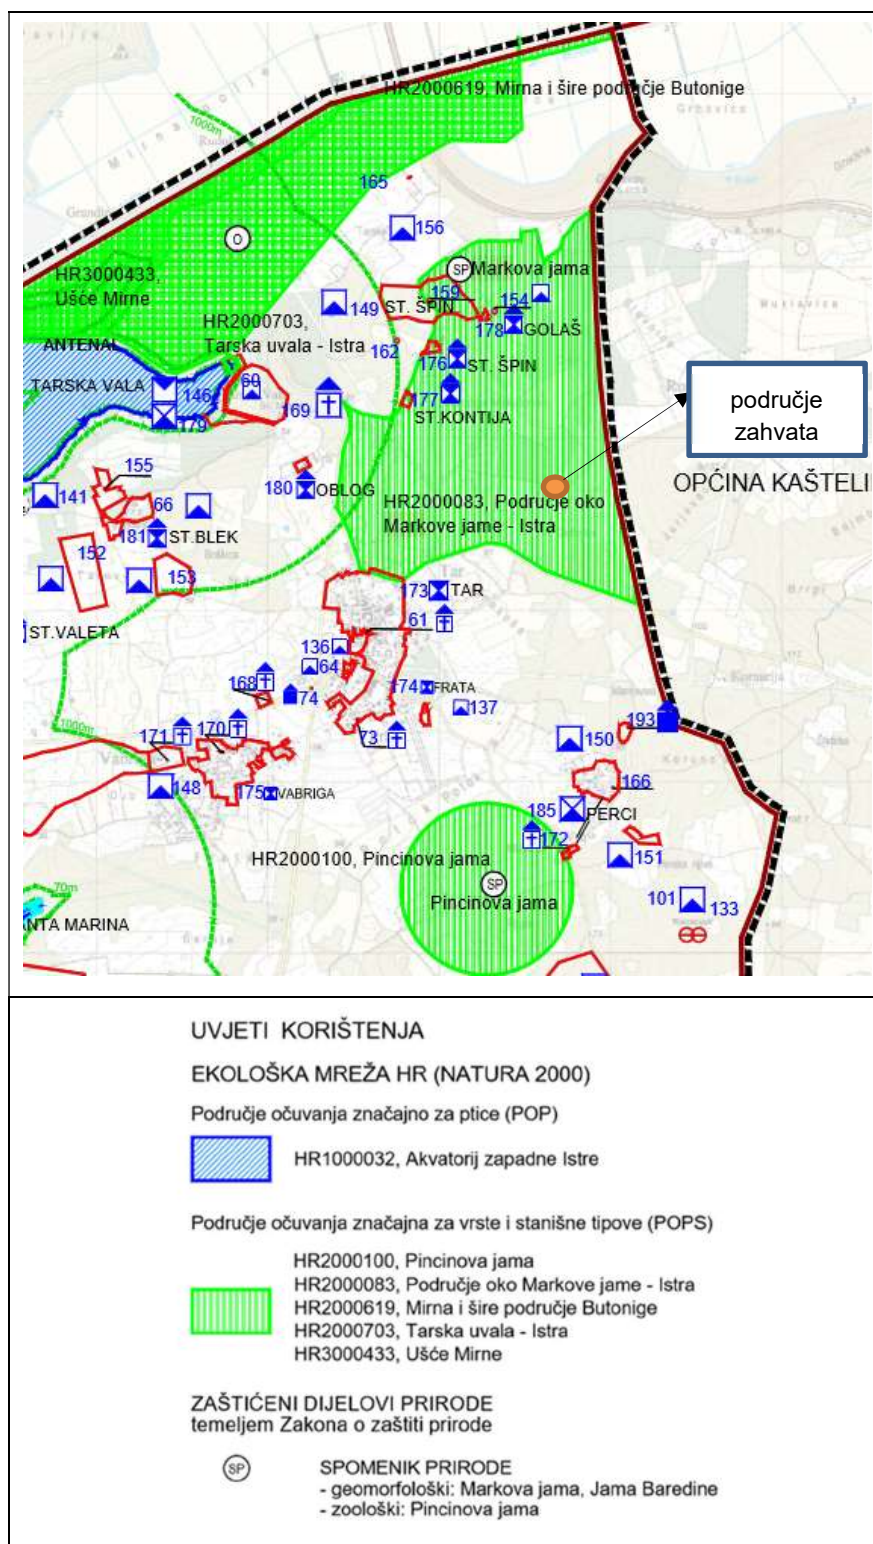 HR2000619, Mirna i šire područje Butonige
1000m
165
156
O
SP Markova jama
HR3000433,
Ušće Mirne
159
154
149
ST. ŠPIN
HR2000703,
Tarska uvala - Istra
178
GOLAŠ
ANTENAL
162
176
ST. ŠPIN
TARSKA VALA
146
60
177
ST.KONTIJA
179
169
područje
zahvata
155
141
66
180
OBLOG
HR2000083, Područje oko
Markove jame - Istra
OPĆINA KAŠTELI
181
ST.BLEK
152
153
Tar
173
TAR
ST.VALETA
61
136
64
168
174
FRATA
74
137
193
171
170
73
150
1000m
148
175
VABRIGA
166
185
PERCI
172
HR2000100, Pincinova jama
151
SP
Pincinova jama
70m
101
133
NTA MARINA
UVJETI KORIŠTENJA
EKOLOŠKA MREŽA HR (NATURA 2000)
Područje očuvanja značajno za ptice (POP)
HR1000032, Akvatorij zapadne Istre
Područje očuvanja značajna za vrste i stanišne tipove (POPS)
HR2000100, Pincinova jama
HR2000083, Područje oko Markove jame - Istra
HR2000619, Mirna i šire područje Butonige
HR2000703, Tarska uvala - Istra
HR3000433, Ušće Mirne
ZAŠTIĆENI DIJELOVI PRIRODE
temeljem Zakona o zaštiti prirode
SP
SPOMENIK PRIRODE
- geomorfološki: Markova jama, Jama Baredine
- zoološki: Pincinova jama